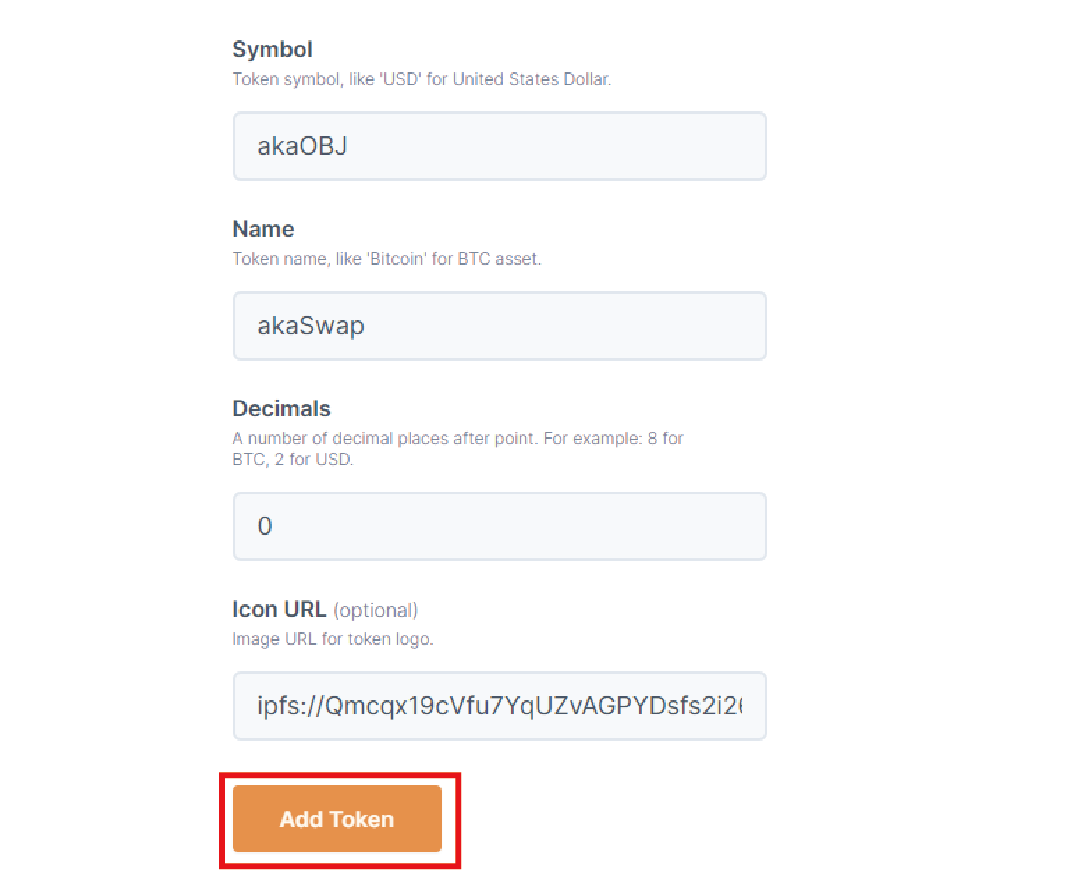 Symbol
Token symbol, like 'USD' for United States Dollar.
akaOBJ
Name
Token name, like 'Bitcoin' for BTC asset.
akaSwap
Decimals
A number of decimal places after point. For example: 8 for
BTC, 2 for USD.
0
Icon URL (optional)
Image URL for token logo.
ipfs://Qmcqx19cVfu7YqUZvAGPYDsfs2i2
Add Token